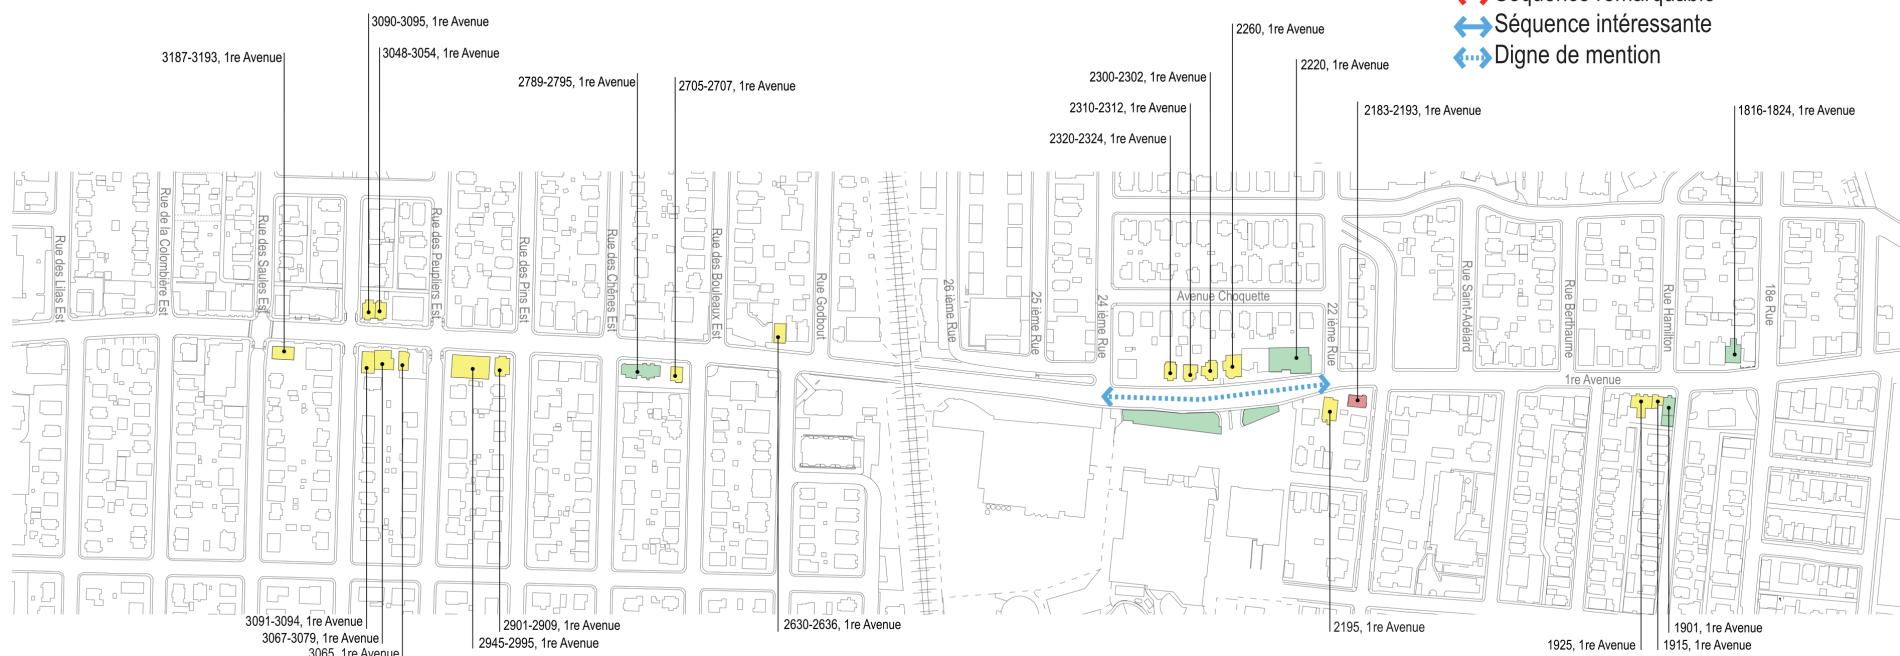 Séquence remarquable
Séquence intéressante
Digne de mention
3090-3095, 1re Avenue
3048-3054, 1re Avenue
3187-3193, 1re Avenue
2789-2795, 1re Avenue
2705-2707, 1re Avenue
2260, 1re Avenue
2300-2302, 1re Avenue
2220, 1re Avenue
2310-2312, 1re Avenue
2320-2324, 1re Avenue
2183-2193, 1re Avenue
1816-1824, 1re Avenue
Rue des Lilas Est
Rue de la Colombière Est
Rue des Saules Est
Rue des Peupliers Est
Rue des Pins Est
Rue des Chênes Est
Rue des Bouleaux Est
Rue Godbout
26 ième Rue
25 ième Rue
24 ième Rue
Avenue Choquette
22 ième Rue
Rue Saint-Adélard
Rue Berthaume
Rue Hamilton
18e Rue
1re Avenue
3091-3094, 1re Avenue
3067-3079, 1re Avenue
3065, 1re Avenue
2901-2909, 1re Avenue
2945-2995, 1re Avenue
2630-2636, 1re Avenue
2195, 1re Avenue
1925, 1re Avenue
1901, 1re Avenue
1915, 1re Avenue